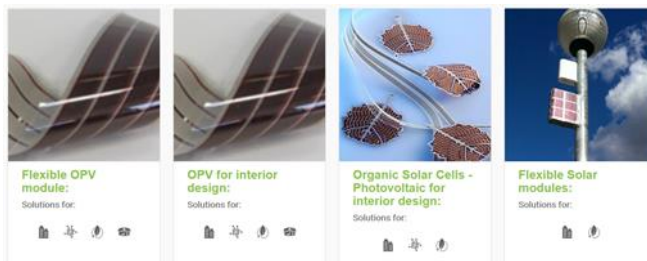 Flexible OPV
module:
Solutions for:
OPV for interior
design:
Solutions for:
Organic Solar Cells -
Photovoltaic for
interior design:
Solutions for:
Flexible Solar
modules:
Solutions for: